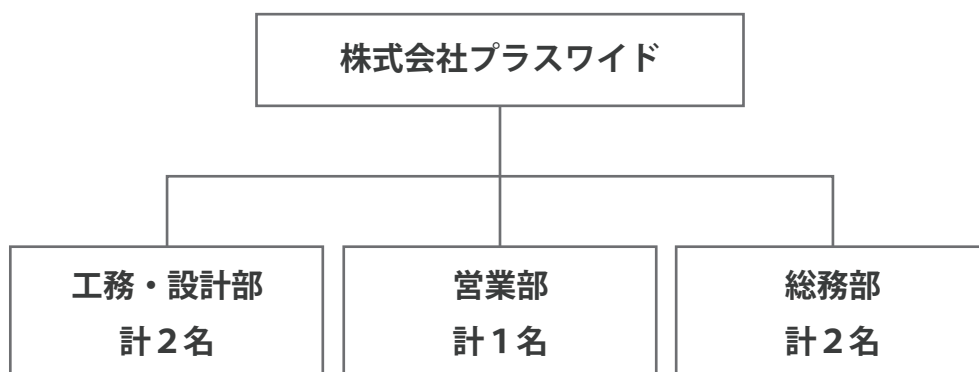 株式会社プラスワイド
工務・設計部
計２名
営業部
計１名
総務部
計２名